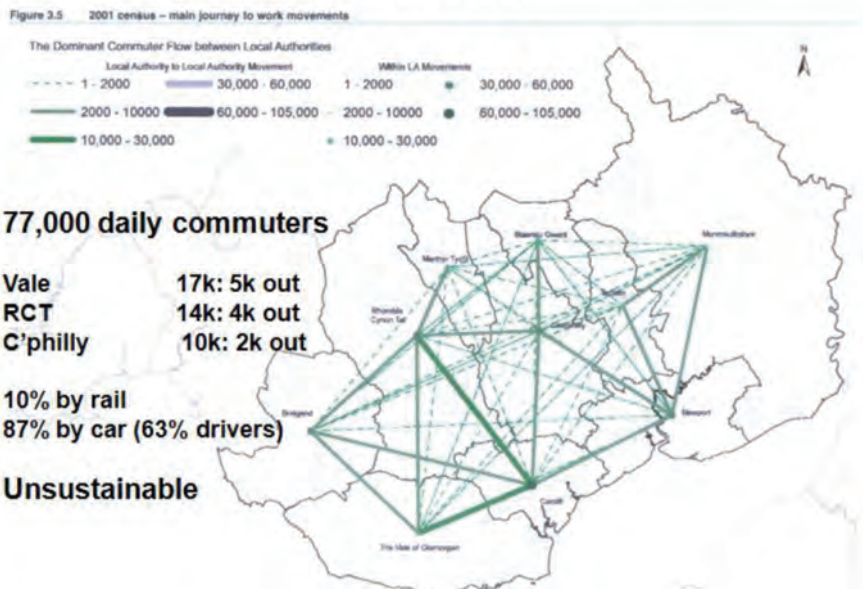 Figure 3.5 2001 census – main journey to work movements
The Dominant Commuter Flow between Local Authorities
Local Authority to Local Authority Movement
Within LA Movements
1 - 2000
30,000 - 60,000
1 - 2000
30,000 - 60,000
2000 - 10000
60,000 - 105,000
2000 - 10000
60,000 - 105,000
10,000 - 30,000
10,000 - 30,000
N
77,000 daily commuters
Vale 17k: 5k out
RCT 14k: 4k out
C'philly 10k: 2k out
10% by rail
87% by car (63% drivers)
Unsustainable
Blaenau Gwent
Monmouthshire
Merthyr Tydfil
Rhondda
Cynon Taf
Caerphilly
Bridgend
Newport
Cardiff
The Vale of Glamorgan